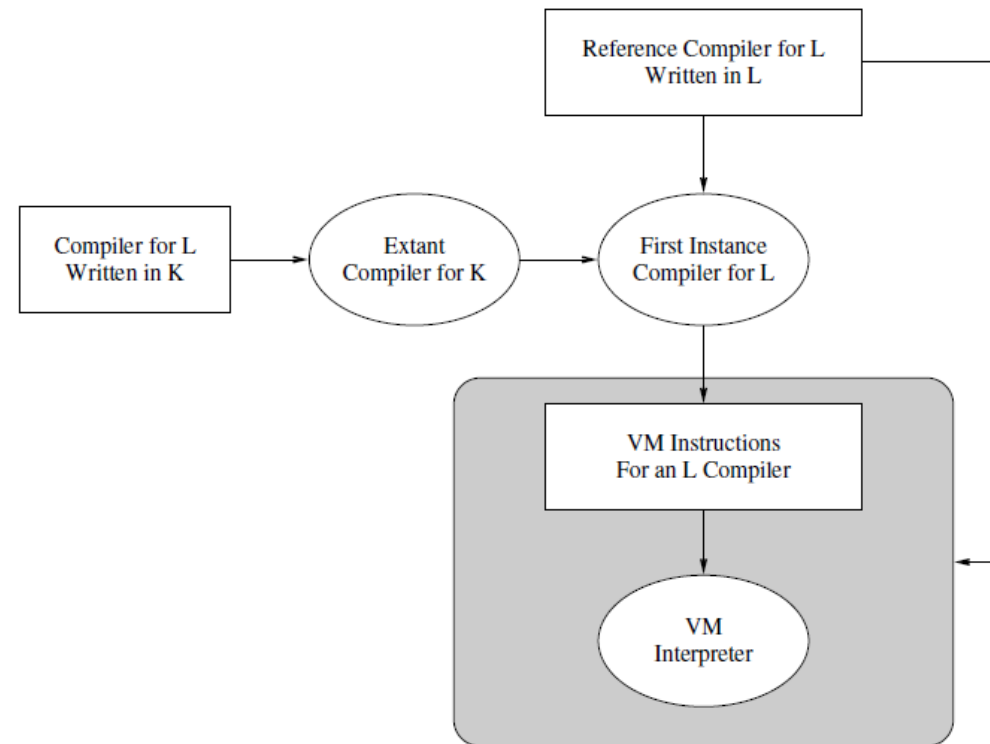 Reference Compiler for L
Written in L
Compiler for L
Written in K
Extant
Compiler for K
First Instance
Compiler for L
VM Instructions
For an L Compiler
VM
Interpreter